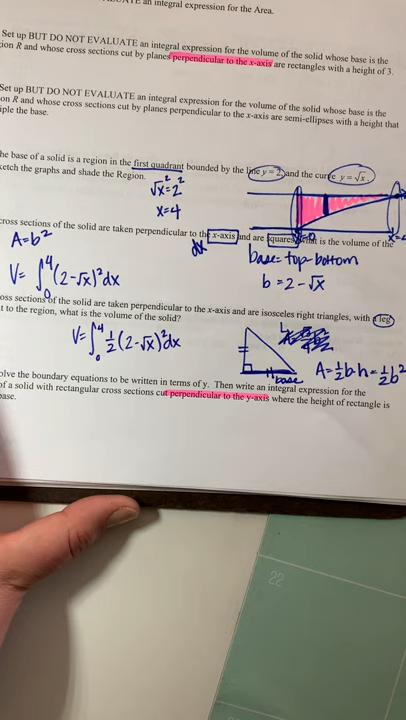 an integral expression for the Area.
Set up BUT DO NOT EVALUATE an integral expression for the volume of the solid whose base is the
ion R and whose cross sections cut by planes perpendicular to the x-axis are rectangles with a height of 3.
Set up BUT DO NOT EVALUATE an integral expression for the volume of the solid whose base is the
on R and whose cross sections cut by planes perpendicular to the x-axis are semi-ellipses with a height that
iple the base.
he base of a solid is a region in the first quadrant bounded by the line y = 2, and the curve y = √x.
ketch the graphs and shade the Region.
√x² = 2²
x=4
x=0
x=4
cross sections of the solid are taken perpendicular to the x-axis and are squares, what is the volume of the
dx
A=b²
base = top - bottom
b = 2 - √x
V= ∫₀⁴(2-√x)²dx
oss sections of the solid are taken perpendicular to the x-axis and are isosceles right triangles, with a leg
t to the region, what is the volume of the solid?
V= ∫₀⁴ ½(2-√x)²dx
base
A=½b·h=½b²
olve the boundary equations to be written in terms of y. Then write an integral expression for the
of a solid with rectangular cross sections cut perpendicular to the y-axis where the height of rectangle is
base.
22